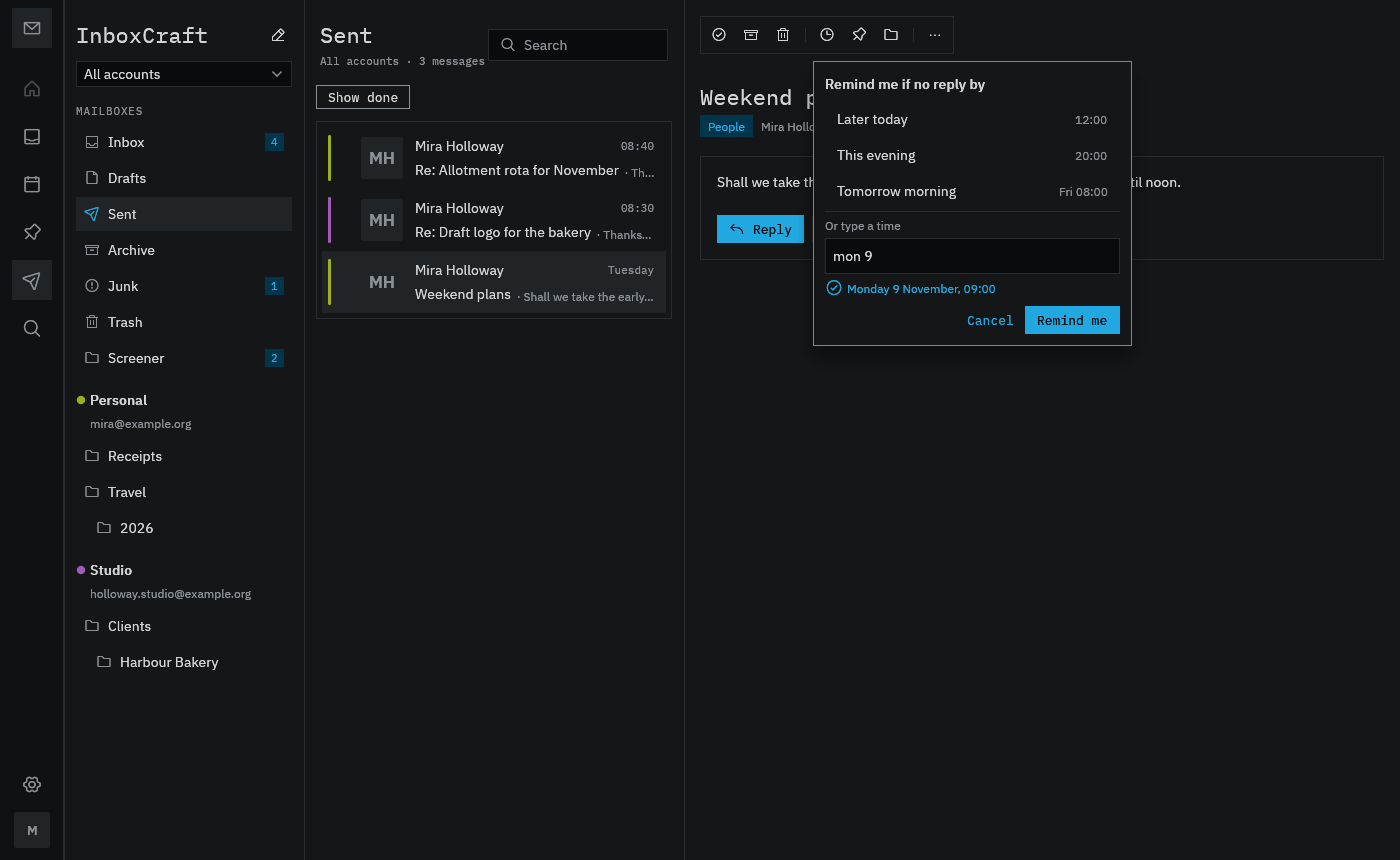 InboxCraft
All accounts
MAILBOXES
Inbox 4
Drafts
Sent
Archive
Junk 1
Trash
Screener 2
Personal
mira@example.org
Receipts
Travel
2026
Studio
holloway.studio@example.org
Clients
Harbour Bakery
M
Sent
All accounts · 3 messages
Search
Show done
MH
Mira Holloway 08:40
Re: Allotment rota for November · Th...
MH
Mira Holloway 08:30
Re: Draft logo for the bakery · Thanks...
MH
Mira Holloway Tuesday
Weekend plans · Shall we take the early...
Weekend p
People Mira Hollo
Shall we take th
til noon.
Reply
Remind me if no reply by
Later today 12:00
This evening 20:00
Tomorrow morning Fri 08:00
Or type a time
mon 9
Monday 9 November, 09:00
Cancel Remind me